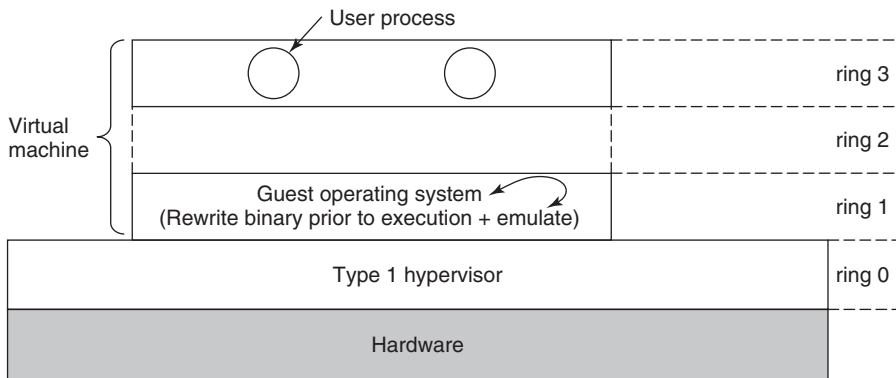 User process
ring 3
Virtual
machine
ring 2
Guest operating system
(Rewrite binary prior to execution + emulate)
ring 1
Type 1 hypervisor
ring 0
Hardware